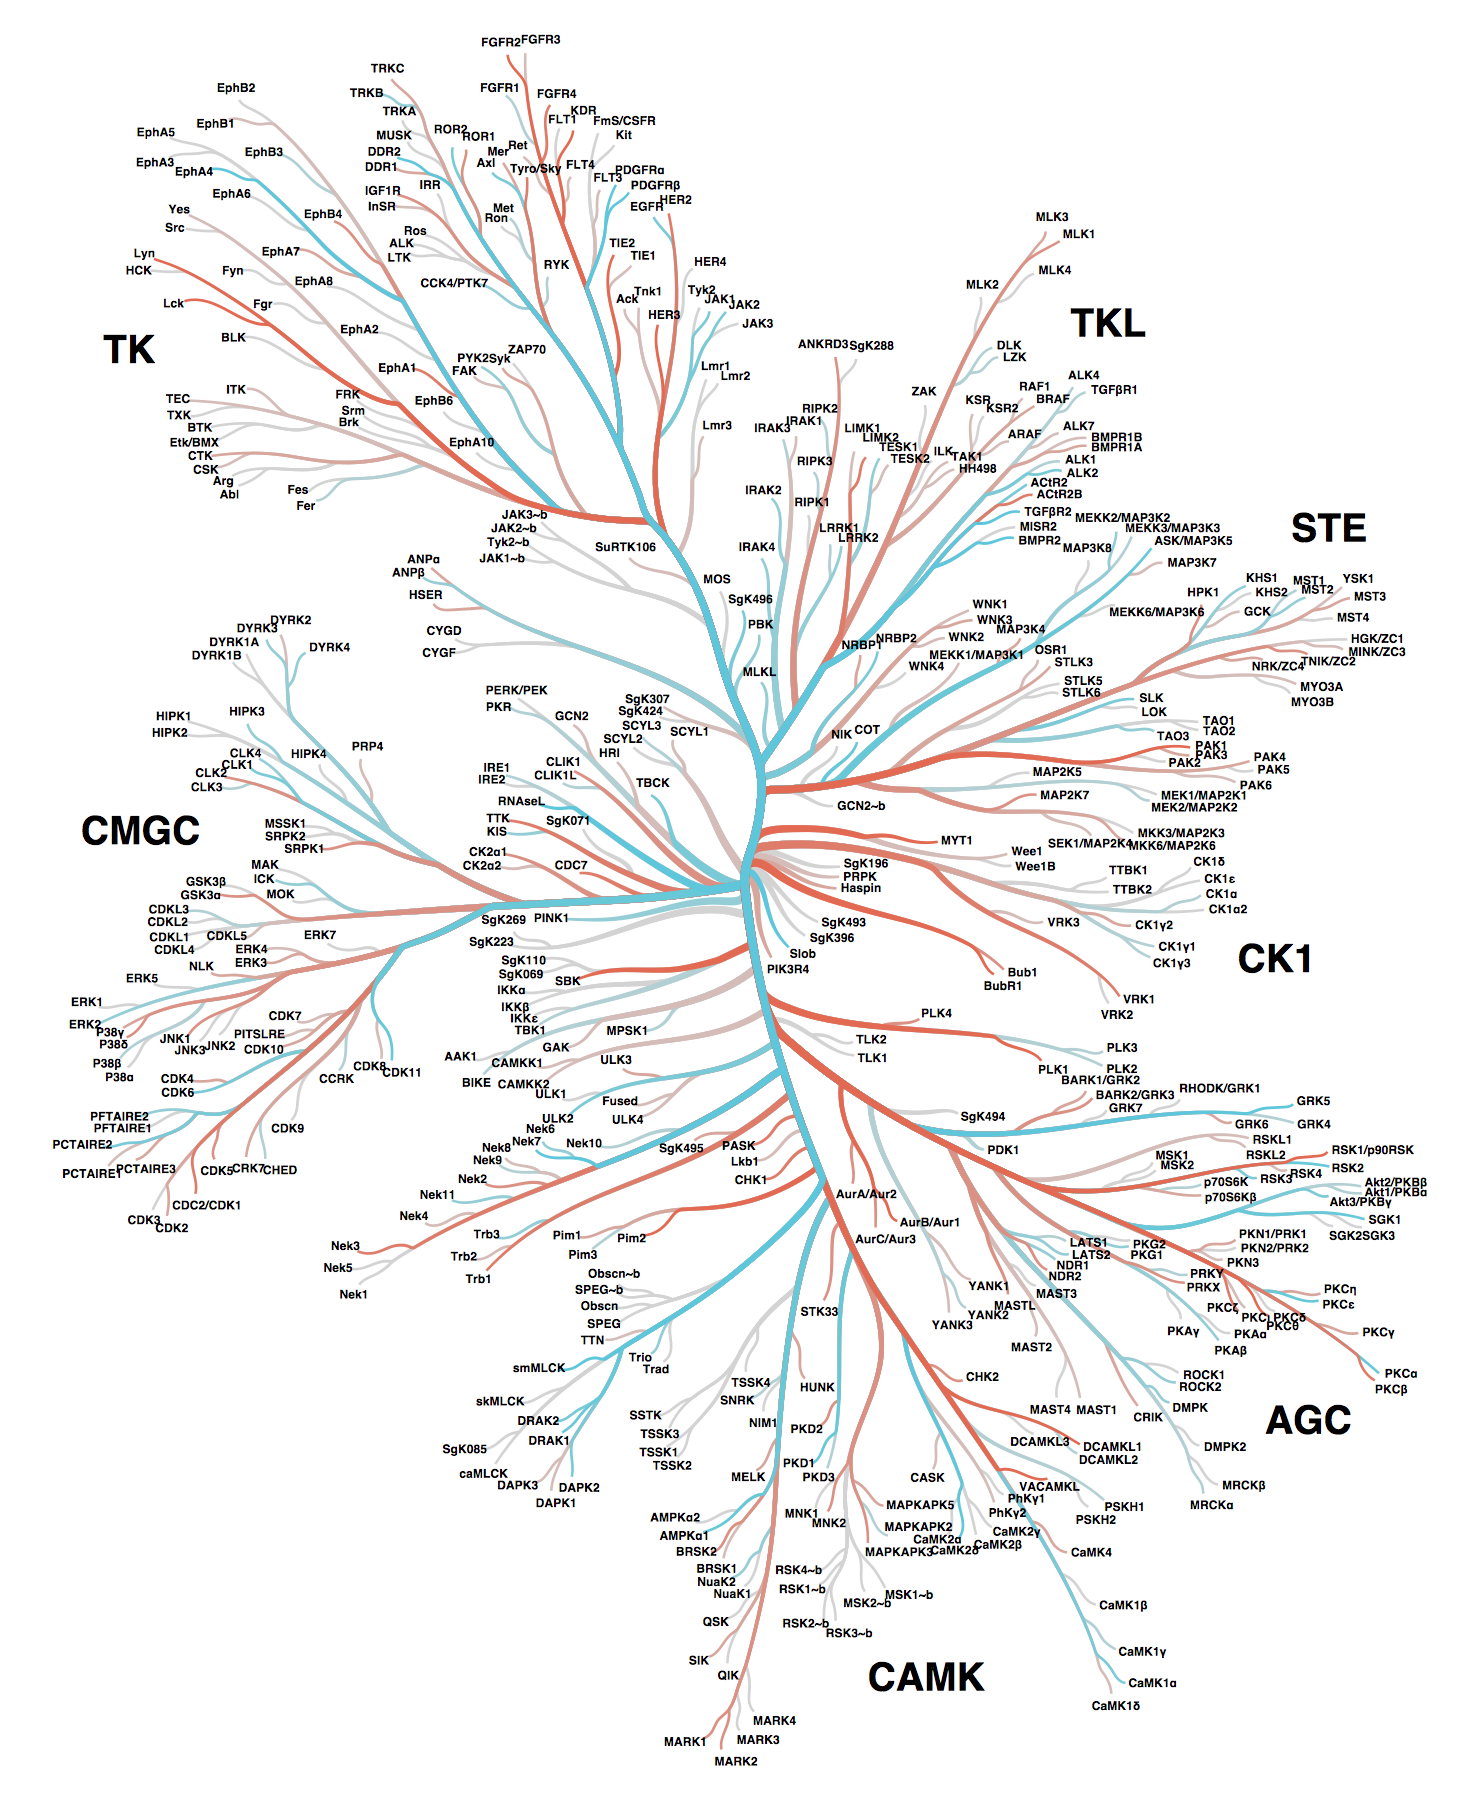 FGFR2
FGFR3
TRKC
FGFR1
EphB2
TRKB
FGFR4
TRKA
KDR
FLT1
FmS/CSFR
EphB1
MUSK
ROR2
ROR1
Kit
EphA5
DDR2
Mer
Ret
EphB3
Axl
EphA3
EphA4
DDR1
Tyro/Sky
FLT4
PDGFRα
FLT3
PDGFRβ
IRR
IGF1R
EphA6
HER2
InSR
EGFR
Yes
EphB4
Met
Ron
MLK3
Src
Ros
MLK1
ALK
TIE2
Lyn
EphA7
LTK
TIE1
RYK
HER4
HCK
Fyn
EphA8
CCK4/PTK7
MLK4
MLK2
Ack
Tnk1
Tyk2
JAK1
JAK2
Lck
Fgr
HER3
JAK3
TKL
BLK
EphA2
TK
PYK2
Syk
ZAP70
ANKRD3
SgK288
DLK
LZK
EphA1
FAK
Lmr1
Lmr2
ALK4
TGFβR1
ITK
FRK
EphB6
ZAK
RAF1
BRAF
KSR
KSR2
TEC
TXK
Srm
Brk
RIPK2
IRAK1
IRAK3
LIMK1
LIMK2
BTK
Lmr3
ALK7
ARAF
BMPR1B
BMPR1A
Etk/BMX
EphA10
TESK1
TESK2
ILK
TAK1
HH498
CTK
RIPK3
ALK1
ALK2
CSK
Arg
Abl
Fes
Fer
IRAK2
RIPK1
ACtR2
ACtR2B
TGFβR2
MISR2
BMPR2
MEKK2/MAP3K2
MEKK3/MAP3K3
ASK/MAP3K5
MAP3K8
MAP3K7
STE
JAK3~b
JAK2~b
Tyk2~b
JAK1~b
SuRTK106
LRRK1
LRRK2
IRAK4
ANPα
ANPβ
HSER
MOS
SgK496
PBK
HPK1
KHS1
KHS2
MST1
MST2
YSK1
MST3
GCK
MST4
MEKK6/MAP3K6
WNK1
WNK3
MAP3K4
WNK2
NRBP1
NRBP2
MEKK1/MAP3K1
WNK4
OSR1
STLK3
HGK/ZC1
MINK/ZC3
TNIK/ZC2
NRK/ZC4
MYO3A
MYO3B
DYRK2
DYRK3
DYRK1A
DYRK1B
DYRK4
CYGD
CYGF
MLKL
STLK5
STLK6
SLK
LOK
TAO1
TAO2
TAO3
PERK/PEK
PKR
GCN2
SgK307
SgK424
SCYL3
SCYL2
SCYL1
HRI
NIK
COT
HIPK1
HIPK2
HIPK3
HIPK4
PRP4
PAK1
PAK3
PAK2
PAK4
PAK5
PAK6
CLK4
CLK1
CLK2
CLK3
IRE1
IRE2
CLIK1
CLIK1L
TBCK
MAP2K5
MAP2K7
MEK1/MAP2K1
MEK2/MAP2K2
RNAseL
TTK
KIS
SgK071
GCN2~b
CMGC
MSSK1
SRPK2
SRPK1
MYT1
Wee1
Wee1B
SEK1/MAP2K4
MKK3/MAP2K3
MKK6/MAP2K6
CK2α1
CK2α2
CDC7
SgK196
PRPK
Haspin
TTBK1
TTBK2
CK1δ
CK1ε
CK1α
CK1α2
MAK
ICK
MOK
GSK3β
GSK3α
CDKL3
CDKL2
CDKL1
CDKL5
CDKL4
ERK7
ERK4
ERK3
NLK
ERK5
SgK269
PINK1
SgK223
SgK493
SgK396
Slob
PIK3R4
VRK3
CK1γ2
CK1γ1
CK1γ3
CK1
SgK110
SgK069
SBK
IKKα
IKKβ
IKKε
TBK1
Bub1
BubR1
VRK1
VRK2
ERK1
ERK2
P38γ
P38δ
P38β
P38α
JNK1
JNK3
JNK2
CDK7
PITSLRE
CDK10
MPSK1
GAK
AAK1
BIKE
CAMKK1
CAMKK2
ULK3
ULK1
ULK2
Fused
ULK4
PLK4
TLK2
TLK1
PLK3
PLK2
PLK1
CDK4
CDK6
CCRK
CDK8
CDK11
BARK1/GRK2
BARK2/GRK3
GRK7
RHODK/GRK1
GRK5
GRK4
GRK6
SgK494
PFTAIRE2
PFTAIRE1
PCTAIRE2
PCTAIRE1
PCTAIRE3
CDK5
CRK7
CHED
CDK9
CDC2/CDK1
CDK3
CDK2
Nek6
Nek7
Nek8
Nek9
Nek10
Nek2
Nek11
Nek4
Nek3
Nek5
Nek1
SgK495
PASK
Lkb1
CHK1
Trb3
Trb2
Trb1
Pim1
Pim2
Pim3
PDK1
MSK1
MSK2
RSKL1
RSKL2
RSK1/p90RSK
RSK2
RSK4
RSK3
p70S6K
p70S6Kβ
Akt2/PKBβ
Akt1/PKBα
Akt3/PKBγ
SGK1
SGK2
SGK3
AurA/Aur2
AurB/Aur1
AurC/Aur3
LATS1
LATS2
NDR1
NDR2
PKG2
PKG1
PKN1/PRK1
PKN2/PRK2
PKN3
PRKY
PRKX
YANK1
YANK2
YANK3
MASTL
MAST3
MAST2
PKCζ
PKCι
PKCδ
PKCθ
PKCη
PKCε
PKCγ
PKCα
PKCβ
PKAγ
PKAα
PKAβ
Obscn~b
SPEG~b
Obscn
SPEG
TTN
STK33
smMLCK
Trio
Trad
skMLCK
TSSK4
SNRK
HUNK
CHK2
ROCK1
ROCK2
DMPK
MAST4
MAST1
CRIK
AGC
DRAK2
DRAK1
SSTK
TSSK3
TSSK1
TSSK2
NIM1
PKD2
DCAMKL3
DCAMKL1
DCAMKL2
DMPK2
SgK085
caMLCK
DAPK3
DAPK2
DAPK1
MELK
PKD1
PKD3
CASK
VACAMKL
PhKγ1
PhKγ2
PSKH1
PSKH2
MRCKβ
MRCKα
AMPKα2
AMPKα1
BRSK2
BRSK1
NuaK2
NuaK1
MNK1
MNK2
MAPKAPK5
MAPKAPK2
MAPKAPK3
CaMK2α
CaMK2δ
CaMK2β
CaMK2γ
CaMK4
RSK4~b
RSK1~b
RSK2~b
RSK3~b
MSK2~b
MSK1~b
CaMK1β
QSK
SIK
QIK
CaMK1γ
CaMK1α
CaMK1δ
CAMK
MARK4
MARK3
MARK1
MARK2